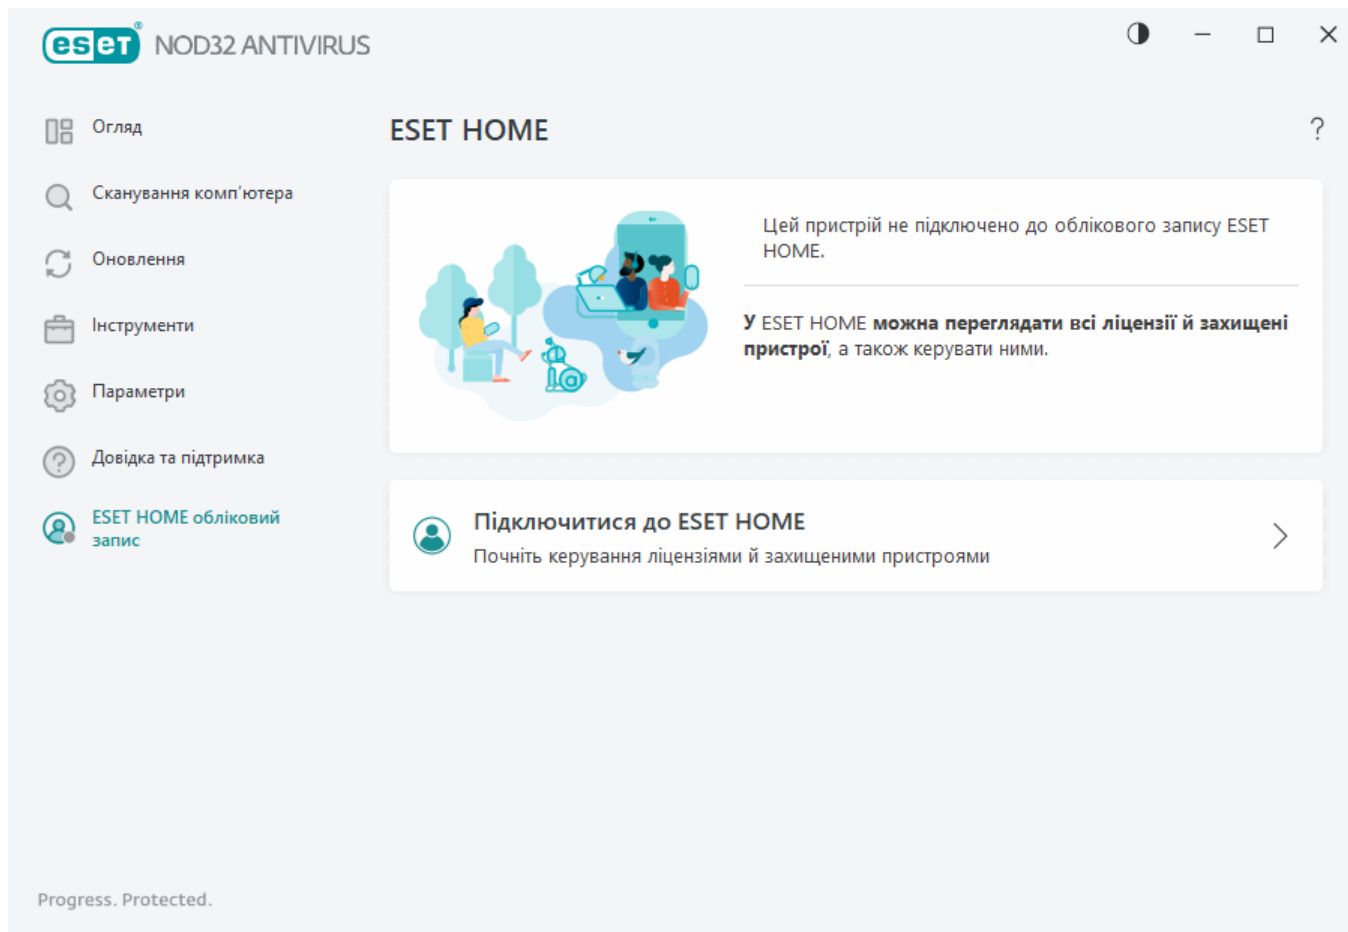 eset® NOD32 ANTIVIRUS
Огляд
Сканування комп'ютера
Оновлення
Інструменти
Параметри
Довідка та підтримка
ESET HOME обліковий
запис
ESET HOME
?
Цей пристрій не підключено до облікового запису ESET
HOME.
У ESET HOME можна переглядати всі ліцензії й захищені
пристрої, а також керувати ними.
Підключитися до ESET HOME
Почніть керування ліцензіями й захищеними пристроями
Progress. Protected.